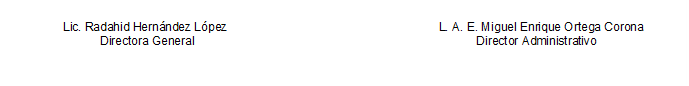 Lic. Radahid Hernández López
Directora General
L. A. E. Miguel Enrique Ortega Corona
Director Administrativo